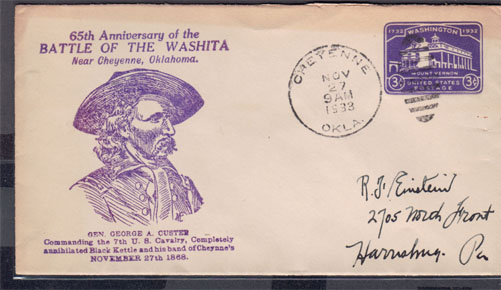 65th Anniversary of the
BATTLE OF THE WASHITA
Near Cheyenne, Oklahoma.
GEN. GEORGE A. CUSTER
Commanding the 7th U. S. Cavalry, Completely
annihilated Black Kettle and his band of Cheyenne's
NOVEMBER 27th 1868.
CHEYENNE
NOV
27
9AM
1933
OKLA.
1732 WASHINGTON 1932
3¢ MOUNT VERNON 3¢
UNITED STATES
POSTAGE
R. J. Einstein
2705 North Front
Harrisburg. Pa